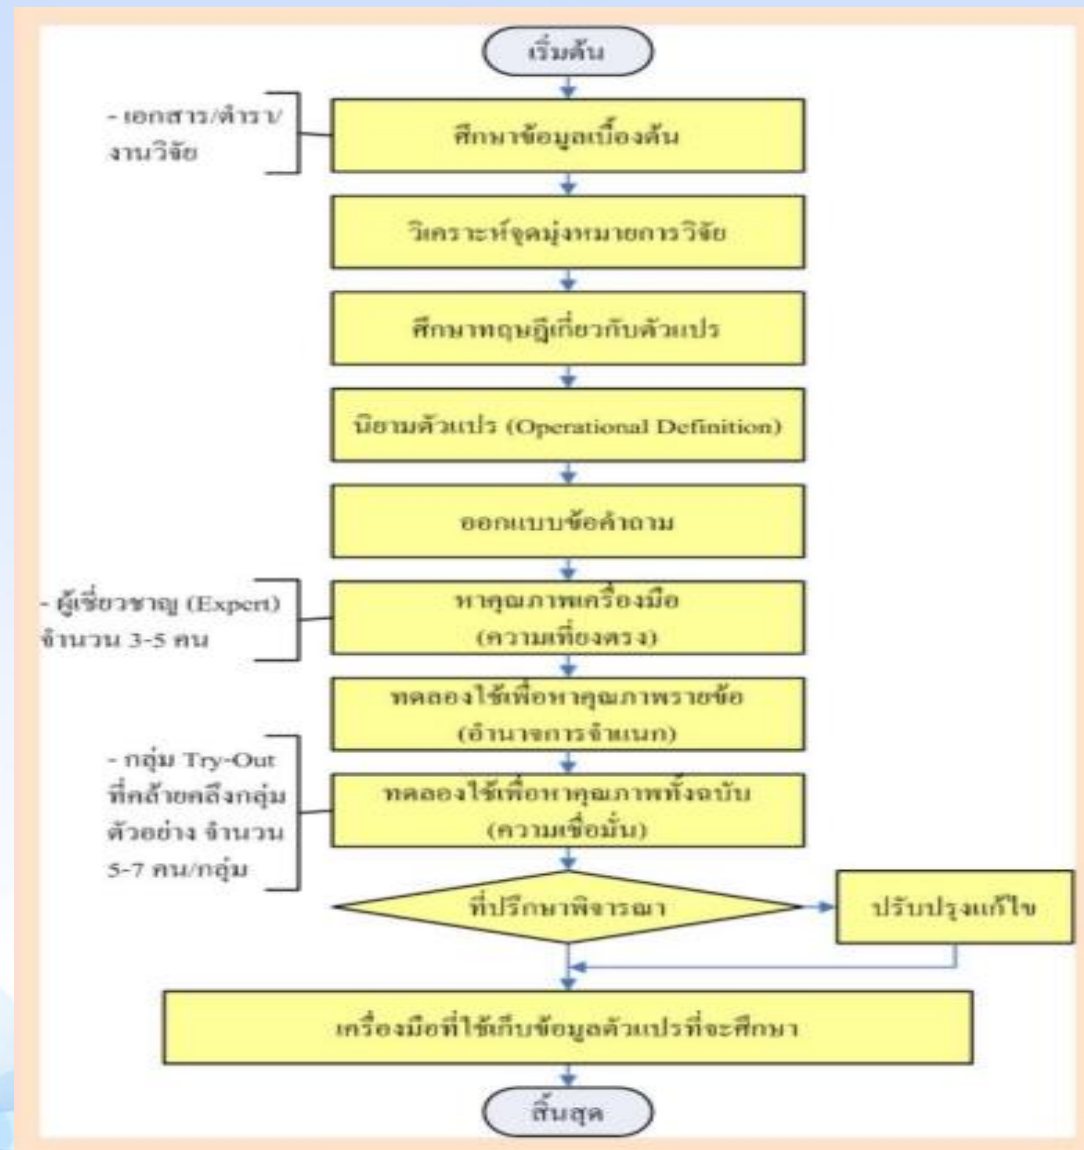 เริ่มต้น
- เอกสาร/ตำรา/
งานวิจัย
ศึกษาข้อมูลเบื้องต้น
วิเคราะห์จุดมุ่งหมายการวิจัย
ศึกษาทฤษฎีเกี่ยวกับตัวแปร
นิยามตัวแปร (Operational Definition)
ออกแบบข้อคำถาม
- ผู้เชี่ยวชาญ (Expert)
จำนวน 3-5 คน
หาคุณภาพเครื่องมือ
(ความเที่ยงตรง)
ทดลองใช้เพื่อหาคุณภาพรายข้อ
(อำนาจการจำแนก)
- กลุ่ม Try-Out
ที่คล้ายคลึงกลุ่ม
ตัวอย่าง จำนวน
5-7 คน/กลุ่ม
ทดลองใช้เพื่อหาคุณภาพทั้งฉบับ
(ความเชื่อมั่น)
ที่ปรึกษาพิจารณา
ปรับปรุงแก้ไข
เครื่องมือที่ใช้เก็บข้อมูลตัวแปรที่จะศึกษา
สิ้นสุด